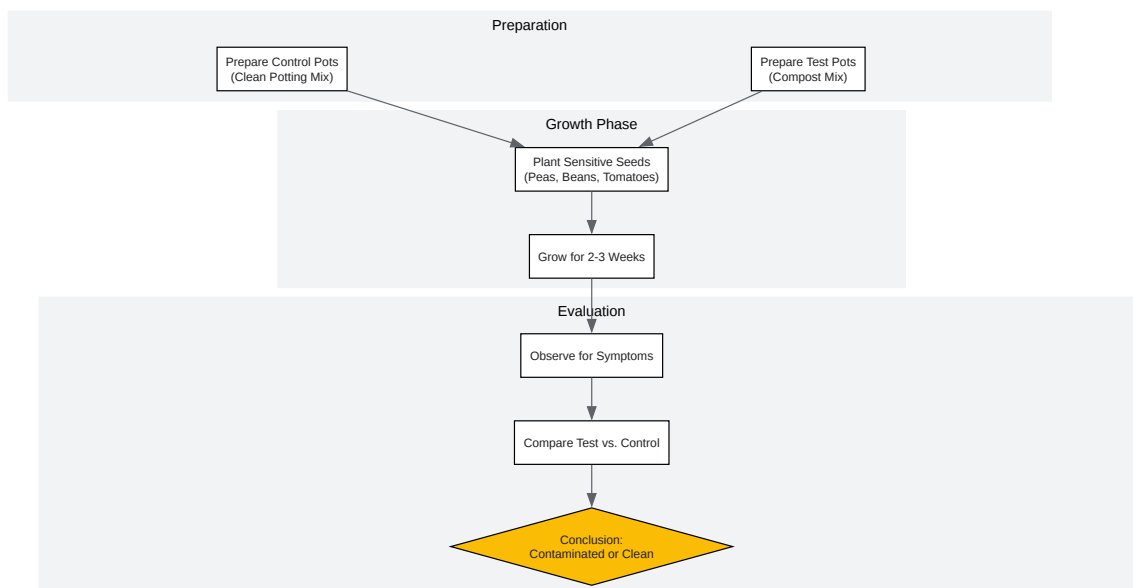 Preparation
Prepare Control Pots
(Clean Potting Mix)
Prepare Test Pots
(Compost Mix)
Growth Phase
Plant Sensitive Seeds
(Peas, Beans, Tomatoes)
Grow for 2-3 Weeks
Evaluation
Observe for Symptoms
Compare Test vs. Control
Conclusion:
Contaminated or Clean